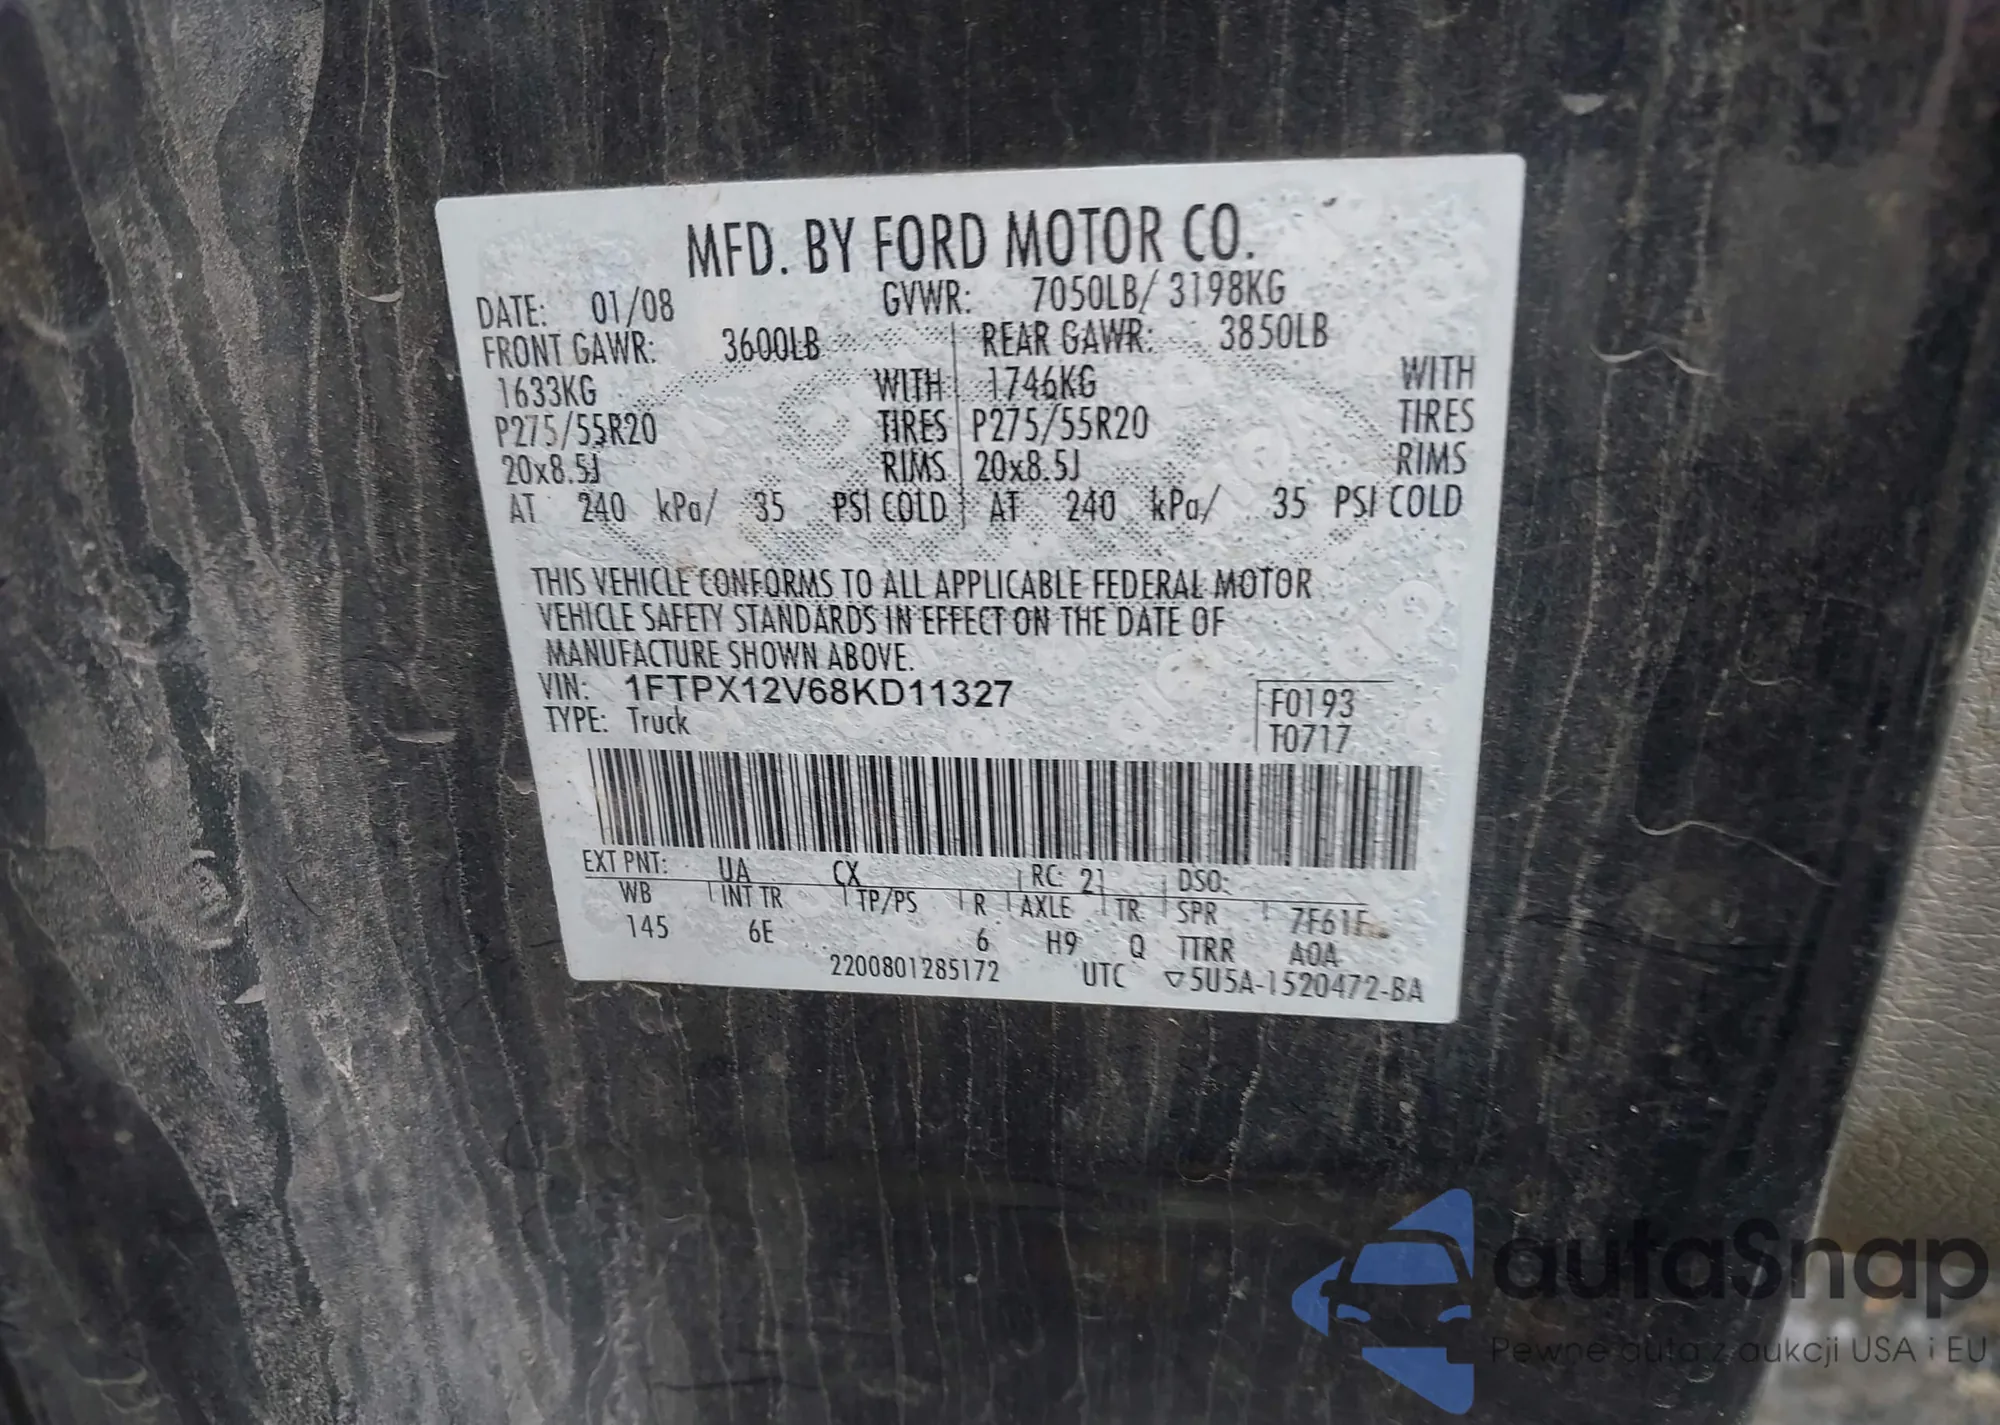 MFD. BY FORD MOTOR CO.
DATE: 01/08 GVWR: 7050LB/ 3198KG
FRONT GAWR: 3600LB REAR GAWR: 3850LB
1633KG WITH 1746KG WITH
P275/55R20 TIRES P275/55R20 TIRES
20x8.5J RIMS 20x8.5J RIMS
AT 240 kPa/ 35 PSI COLD AT 240 kPa/ 35 PSI COLD
THIS VEHICLE CONFORMS TO ALL APPLICABLE FEDERAL MOTOR
VEHICLE SAFETY STANDARDS IN EFFECT ON THE DATE OF
MANUFACTURE SHOWN ABOVE.
VIN: 1FTPX12V68KD11327 F0193
TYPE: Truck T0717
EXT PNT: UA CX RC: 21 DSO:
WB INT TR TP/PS R AXLE TR SPR 7F61F
145 6E 6 H9 Q TTRR A0A
2200801285172 UTC ▽5U5A-1520472-BA
autaSnap
Pewne auta z aukcji USA i EU